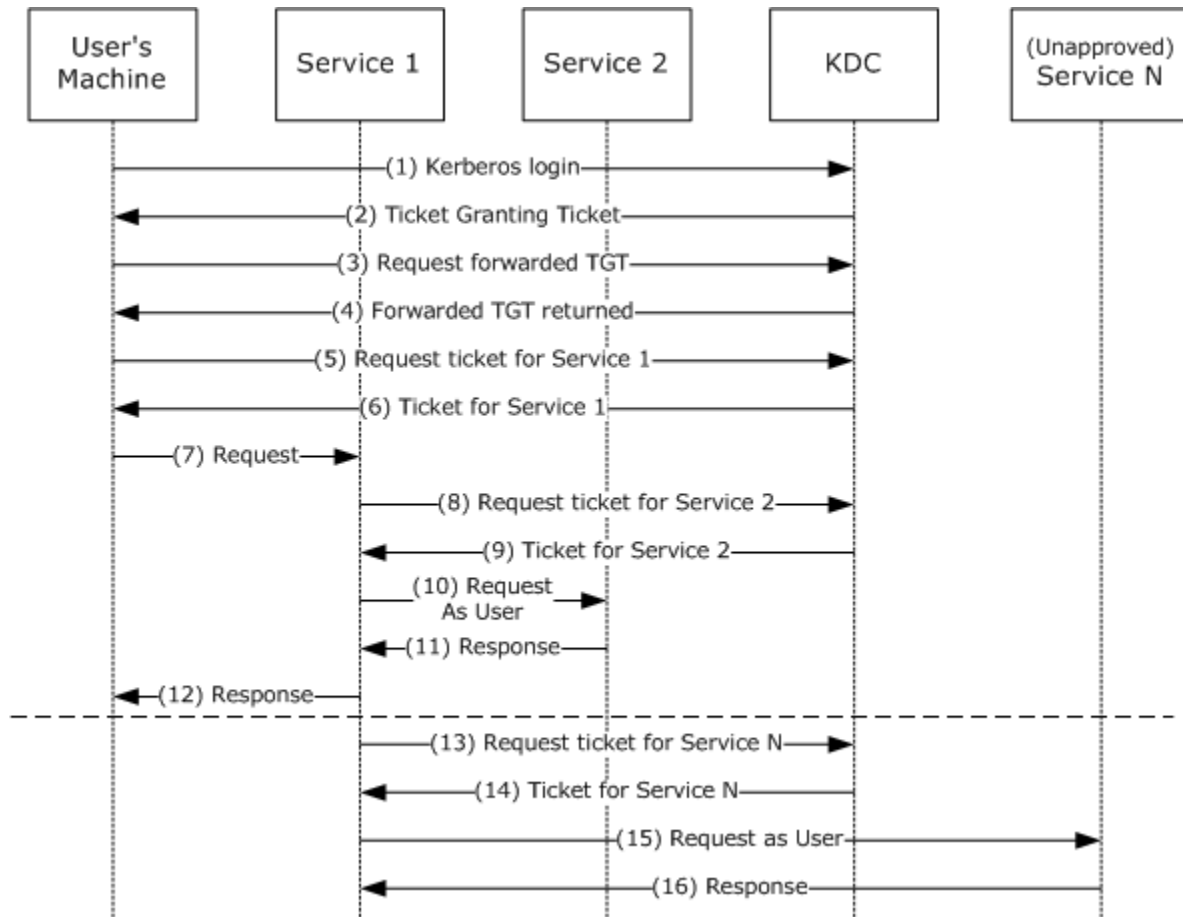 User's
Machine
Service 1
Service 2
KDC
(Unapproved)
Service N
(1) Kerberos login
(2) Ticket Granting Ticket
(3) Request forwarded TGT
(4) Forwarded TGT returned
(5) Request ticket for Service 1
(6) Ticket for Service 1
(7) Request
(8) Request ticket for Service 2
(9) Ticket for Service 2
(10) Request
As User
(11) Response
(12) Response
(13) Request ticket for Service N
(14) Ticket for Service N
(15) Request as User
(16) Response